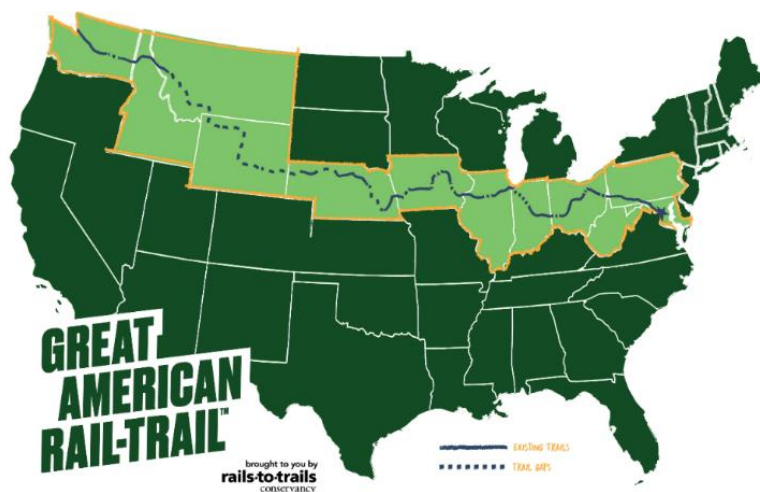 GREAT
AMERICAN
RAIL-TRAIL™
brought to you by
rails-to-trails
conservancy
EXISTING TRAILS
TRAIL GAPS